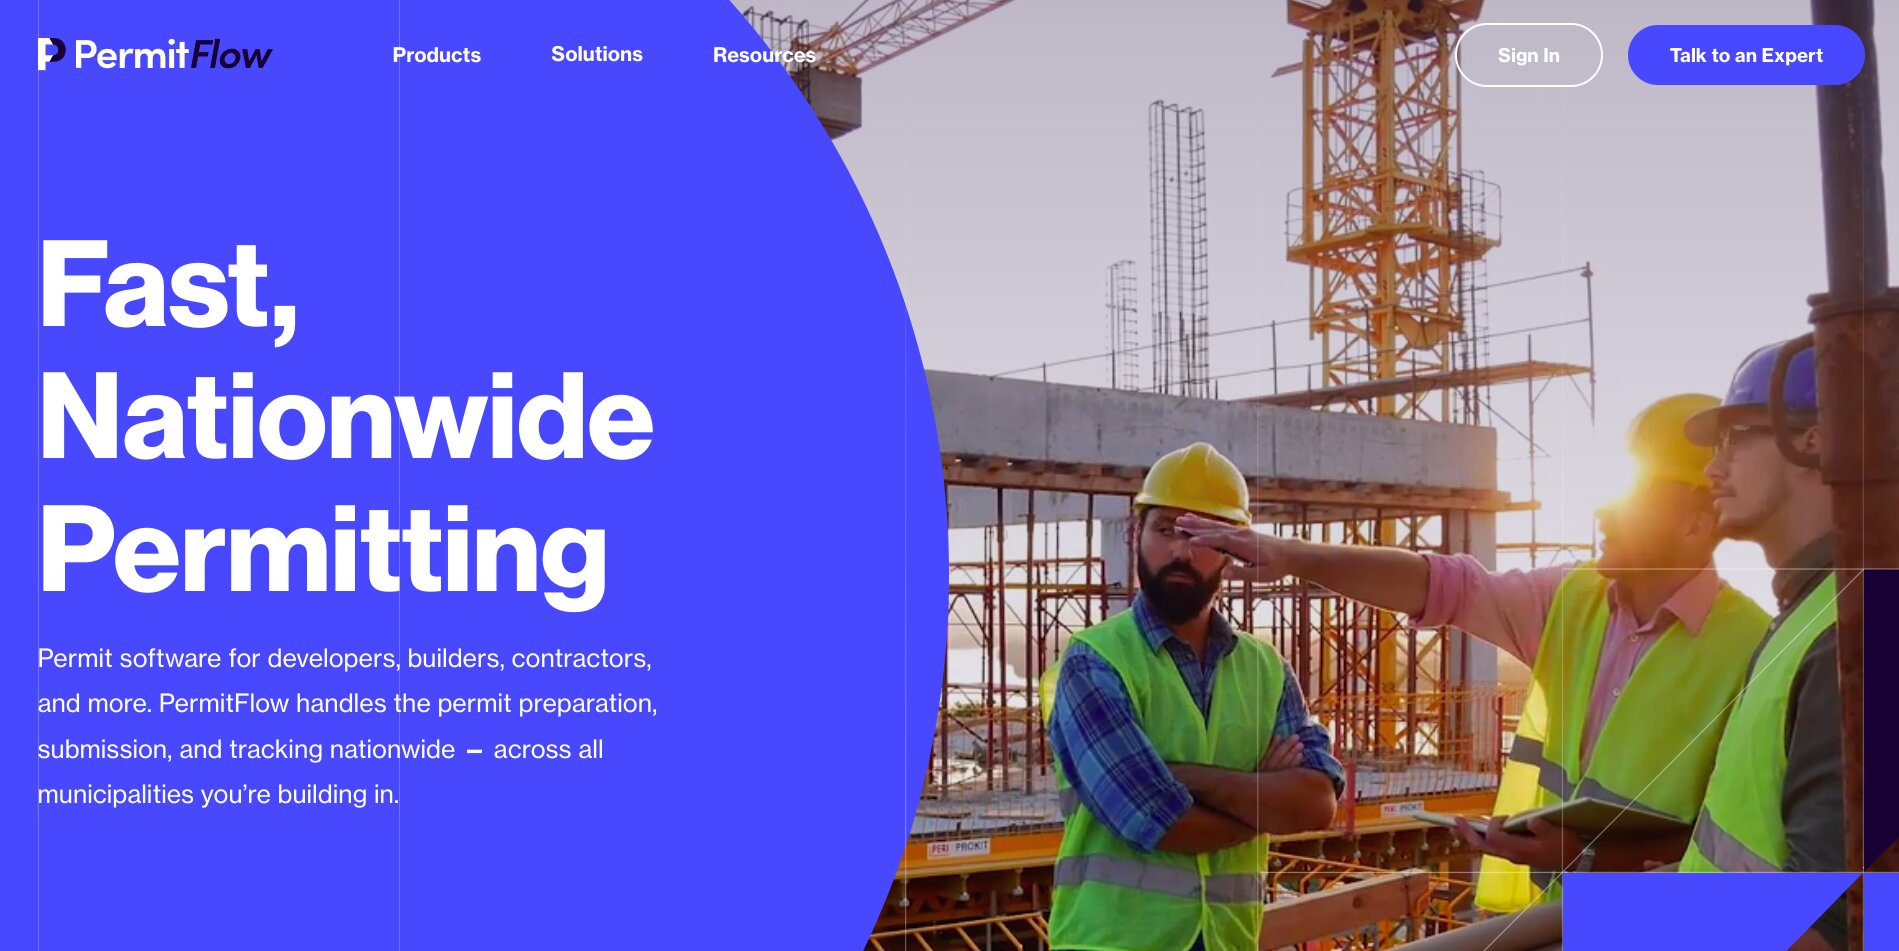 PermitFlow
Products
Solutions
Resources
Sign In
Talk to an Expert
Fast,
Nationwide
Permitting
Permit software for developers, builders, contractors,
and more. PermitFlow handles the permit preparation,
submission, and tracking nationwide – across all
municipalities you’re building in.
PERI PROKIT
PERI PROKIT